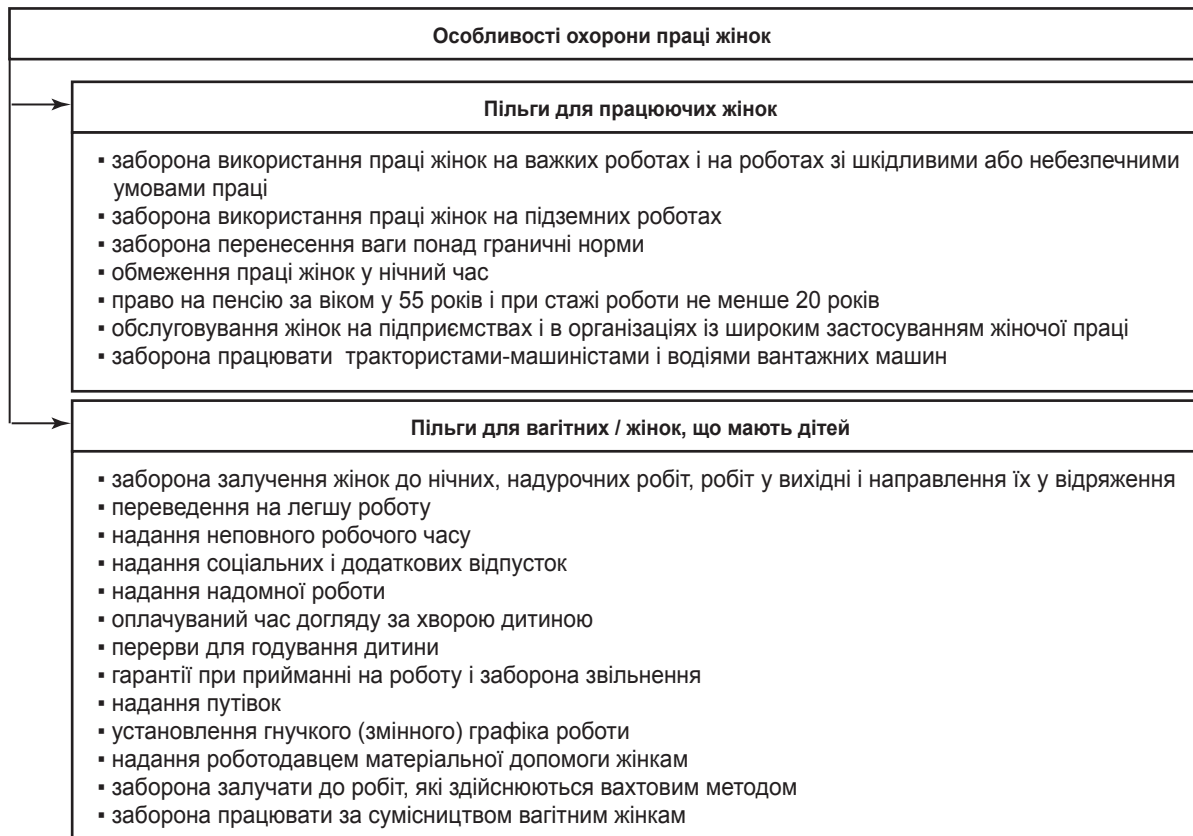 Особливості охорони праці жінок
Пільги для працюючих жінок
▪ заборона використання праці жінок на важких роботах і на роботах зі шкідливими або небезпечними
умовами праці
▪ заборона використання праці жінок на підземних роботах
▪ заборона перенесення ваги понад граничні норми
▪ обмеження праці жінок у нічний час
▪ право на пенсію за віком у 55 років і при стажі роботи не менше 20 років
▪ обслуговування жінок на підприємствах і в організаціях із широким застосуванням жіночої праці
▪ заборона працювати трактористами-машиністами і водіями вантажних машин
Пільги для вагітних / жінок, що мають дітей
▪ заборона залучення жінок до нічних, надурочних робіт, робіт у вихідні і направлення їх у відряження
▪ переведення на легшу роботу
▪ надання неповного робочого часу
▪ надання соціальних і додаткових відпусток
▪ надання надомної роботи
▪ оплачуваний час догляду за хворою дитиною
▪ перерви для годування дитини
▪ гарантії при прийманні на роботу і заборона звільнення
▪ надання путівок
▪ установлення гнучкого (змінного) графіка роботи
▪ надання роботодавцем матеріальної допомоги жінкам
▪ заборона залучати до робіт, які здійснюються вахтовим методом
▪ заборона працювати за сумісництвом вагітним жінкам